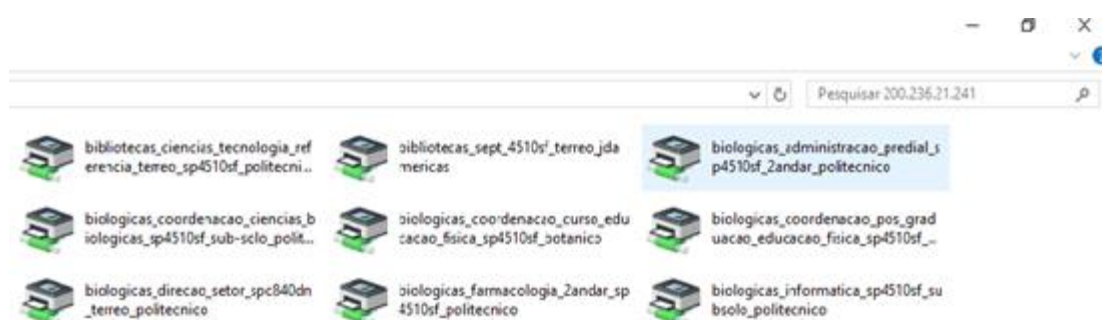 Pesquisar 200.236.21.241
bibliotecas_ciencias_tecnologia_ref
erencia_terreo_sp4510sf_politecni...
bibliotecas_sept_4510sf_terreo_jda
mericas
biologicas_administracao_predial_s
p4510sf_2andar_politecnico
biologicas_coordenacao_ciencias_b
iologicas_sp4510sf_sub-solo_polit...
biologicas_coordenacao_curso_edu
cacao_fisica_sp4510sf_botanico
biologicas_coordenacao_pos_grad
uacao_educacao_fisica_sp4510sf_...
biologicas_direcao_setor_spc840dn
_terreo_politecnico
biologicas_farmacologia_2andar_sp
4510sf_politecnico
biologicas_informatica_sp4510sf_su
bsolo_politecnico